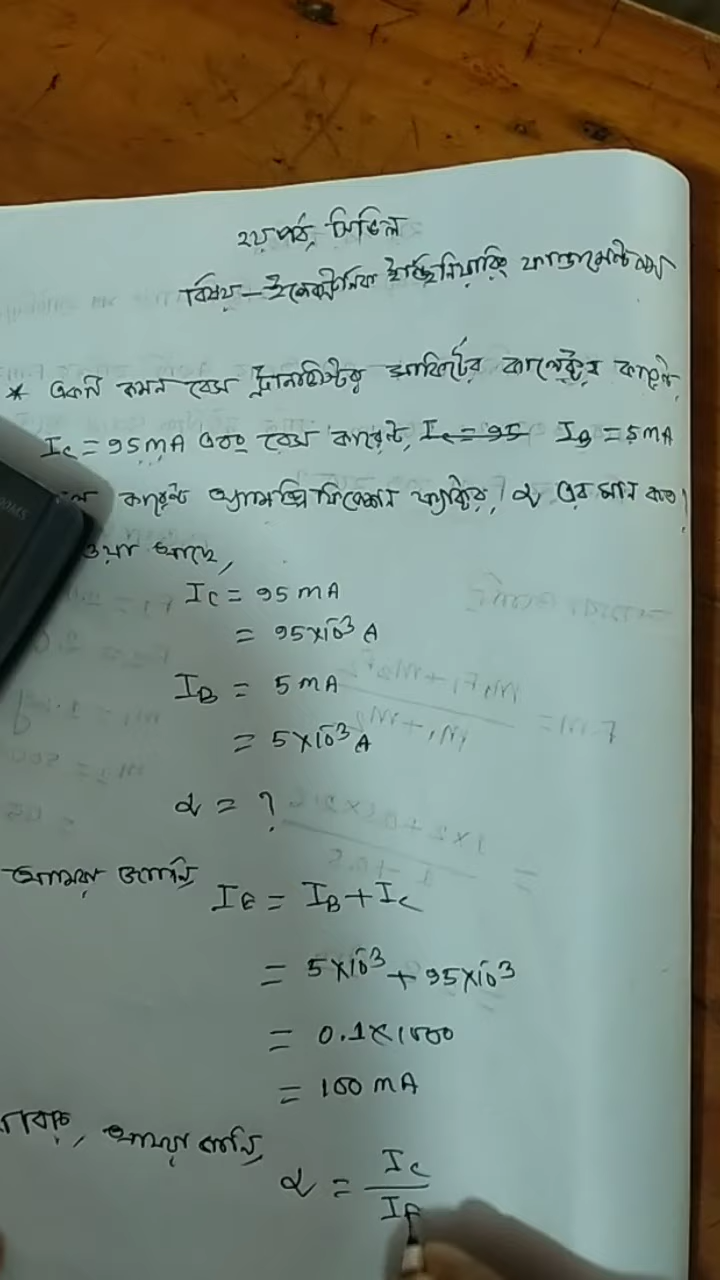 ২য় পর্ব, সিভিল
বিষয় – ইলেকট্রনিক্স ইঞ্জিনিয়ারিং ফান্ডামেন্টালস
* একটি কমন বেস ট্রানজিস্টর সার্কিটের কালেক্টর কারেন্ট,
Ic = 95mA এবং বেস কারেন্ট, I = 95 IB = 5mA
কারেন্ট অ্যামপ্লিফিকেশন ফ্যাক্টর, α এর মান কত?
ওয়া আছে,
Ic = 95 mA
= 95×10⁻³ A
IB = 5 mA
= 5×10⁻³ A
α = ?
আমরা জানি,
IE = IB + Ic
= 5×10⁻³ + 95×10⁻³
= 0.1×1000
= 100 mA
আমরা জানি,
α = Ic / IE